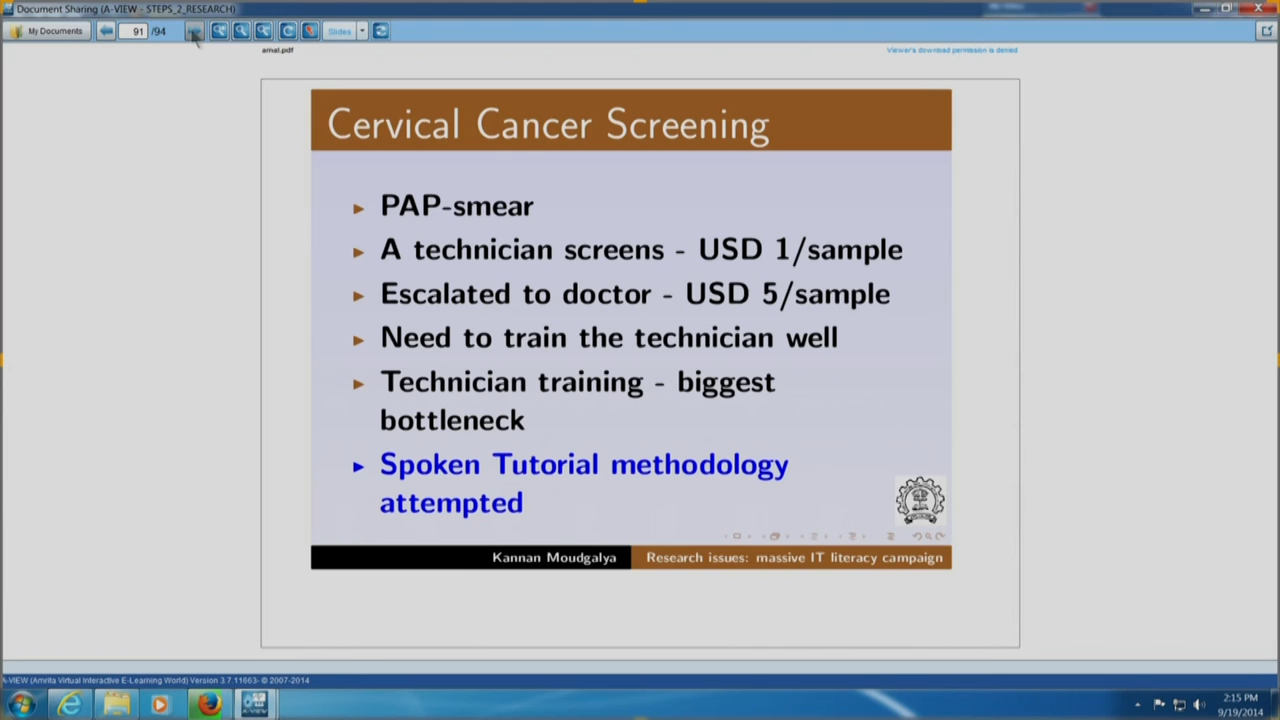 Document Sharing (A-VIEW - STEPS_2_RESEARCH)
My Documents
91 /94
Slides
amal.pdf
Viewer's download permission is denied
Cervical Cancer Screening
PAP-smear
A technician screens - USD 1/sample
Escalated to doctor - USD 5/sample
Need to train the technician well
Technician training - biggest
bottleneck
Spoken Tutorial methodology
attempted
Kannan Moudgalya
Research issues: massive IT literacy campaign
A-VIEW (Amrita Virtual Interactive E-Learning World) Version 3.7.11663- © 2007-2014
2:15 PM
9/19/2014